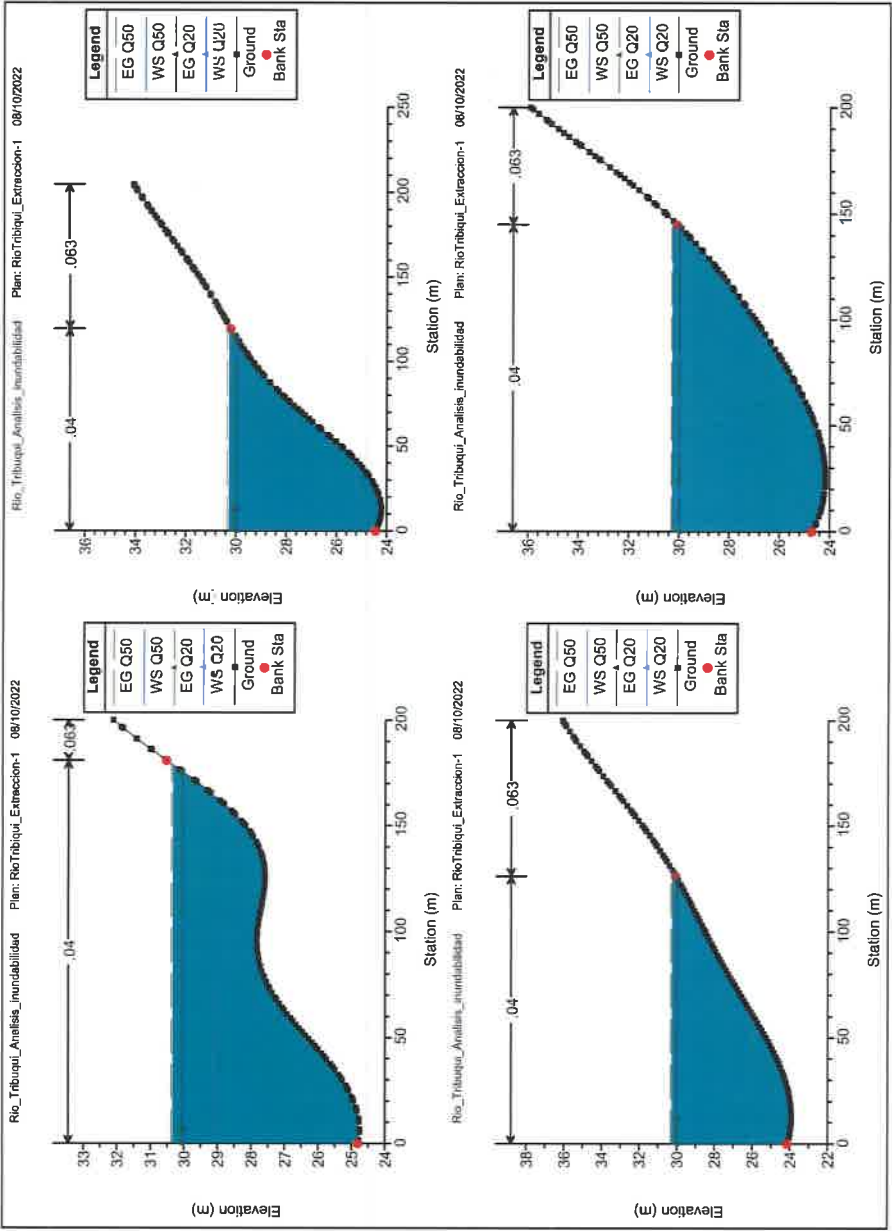 Rio_Tribuqui_Analisis_inundabilidad Plan: RioTribiqui_Extraccion-1 08/10/2022
.04
.063
Legend
EG Q50
WS Q50
EG Q20
WS Q20
Ground
Bank Sta
33
32
31
30
29
28
27
26
25
24
0
50
100
150
200
Elevation (m)
Station (m)
Rio_Tribuqui_Analisis_inundabilidad Plan: RioTribiqui_Extraccion-1 08/10/2022
.04
.063
Legend
EG Q50
WS Q50
EG Q20
WS Q20
Ground
Bank Sta
36
34
32
30
28
26
24
0
50
100
150
200
250
Elevation (m)
Station (m)
Rio_Tribuqui_Analisis_inundabilidad Plan: RioTribiqui_Extraccion-1 08/10/2022
.04
.063
Legend
EG Q50
WS Q50
EG Q20
WS Q20
Ground
Bank Sta
38
36
34
32
30
28
26
24
22
0
50
100
150
200
Elevation (m)
Station (m)
Rio_Tribuqui_Analisis_inundabilidad Plan: RioTribiqui_Extraccion-1 08/10/2022
.04
.063
Legend
EG Q50
WS Q50
EG Q20
WS Q20
Ground
Bank Sta
36
34
32
30
28
26
24
0
50
100
150
200
Elevation (m)
Station (m)